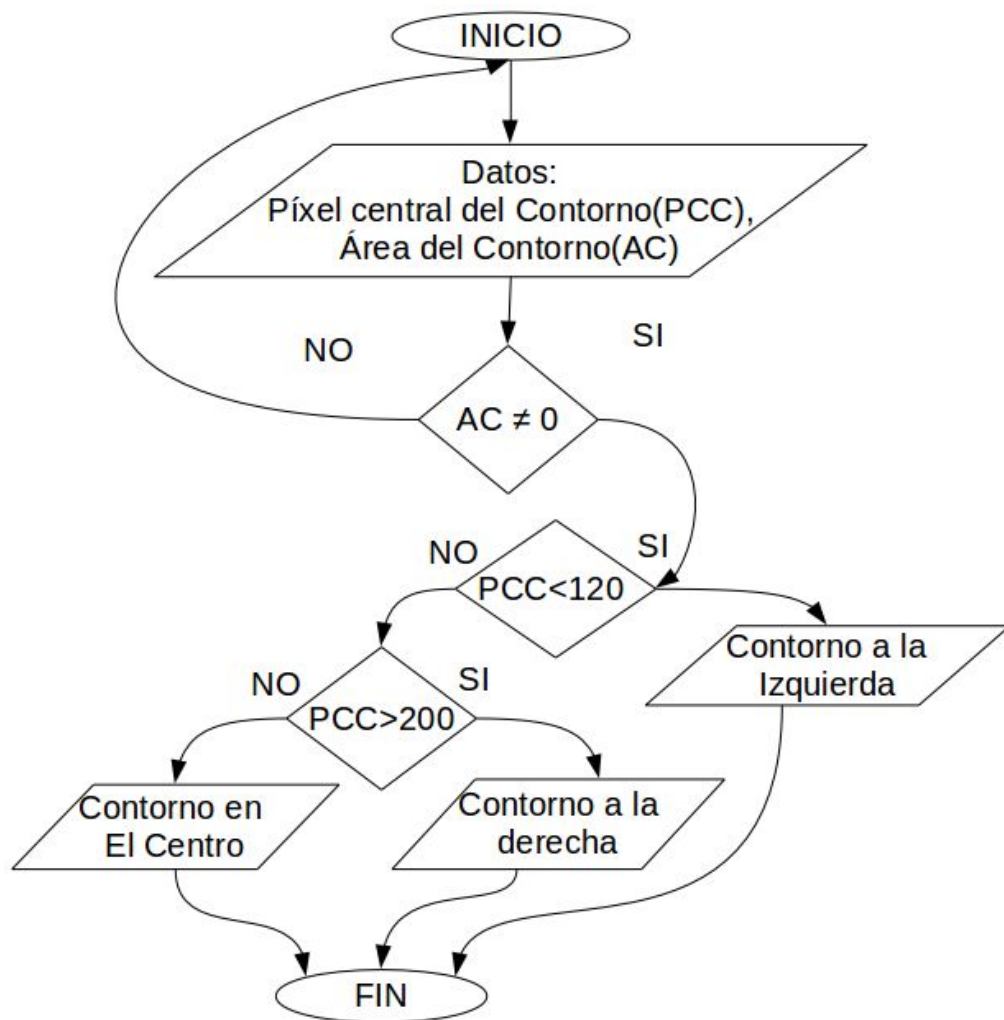 INICIO
Datos:
Píxel central del Contorno(PCC),
Área del Contorno(AC)
NO
SI
AC ≠ 0
NO
SI
PCC<120
Contorno a la
Izquierda
NO
SI
PCC>200
Contorno en
El Centro
Contorno a la
derecha
FIN